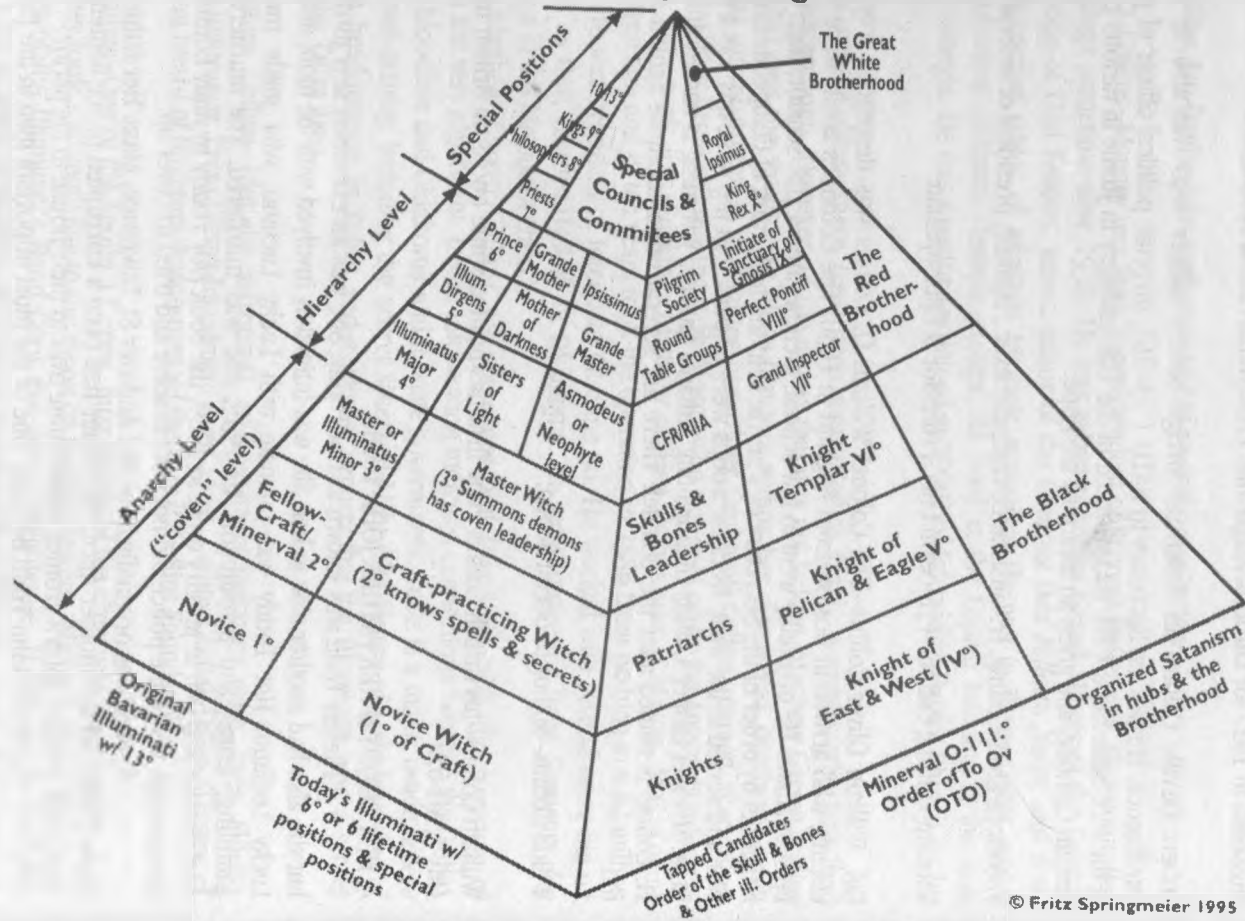 The Great
White
Brotherhood
Special Positions
Hierarchy Level
Anarchy Level
("coven" level)
10-13°
Kings 9°
Philosophers 8°
Priests
7°
Prince
6°
Illum.
Dirgens
5°
Illuminatus
Major
4°
Master or
Illuminatus
Minor 3°
Fellow-
Craft/
Minerval 2°
Novice 1°
Original
Bavarian
Illuminati
w/ 13°
Special
Councils &
Committees
Grande
Mother
Ipsissimus
Mother
of
Darkness
Grande
Master
Sisters
of
Light
Asmodeus
or
Neophyte
level
Master Witch
(3° Summons demons
has coven leadership)
Craft-practicing Witch
(2° knows spells & secrets)
Novice Witch
(1° of Craft)
Today's Illuminati w/
6° or 6 lifetime
positions & special
positions
Pilgrim
Society
Round
Table Groups
CFR/RIIA
Skulls &
Bones
Leadership
Patriarchs
Knights
Tapped Candidates
Order of the Skull & Bones
& Other ill. Orders
Royal
Ipsimus
King
Rex X°
Initiate of
Sanctuary of
Gnosis IX°
Perfect Pontiff
VIII°
Grand Inspector
VII°
Knight
Templar VI°
Knight of
Pelican & Eagle V°
Knight of
East & West (IV°)
Minerval O-III.°
Order of To Ov
(OTO)
The
Red
Brother-
hood
The Black
Brotherhood
Organized Satanism
in hubs & the
Brotherhood
© Fritz Springmeier 1995